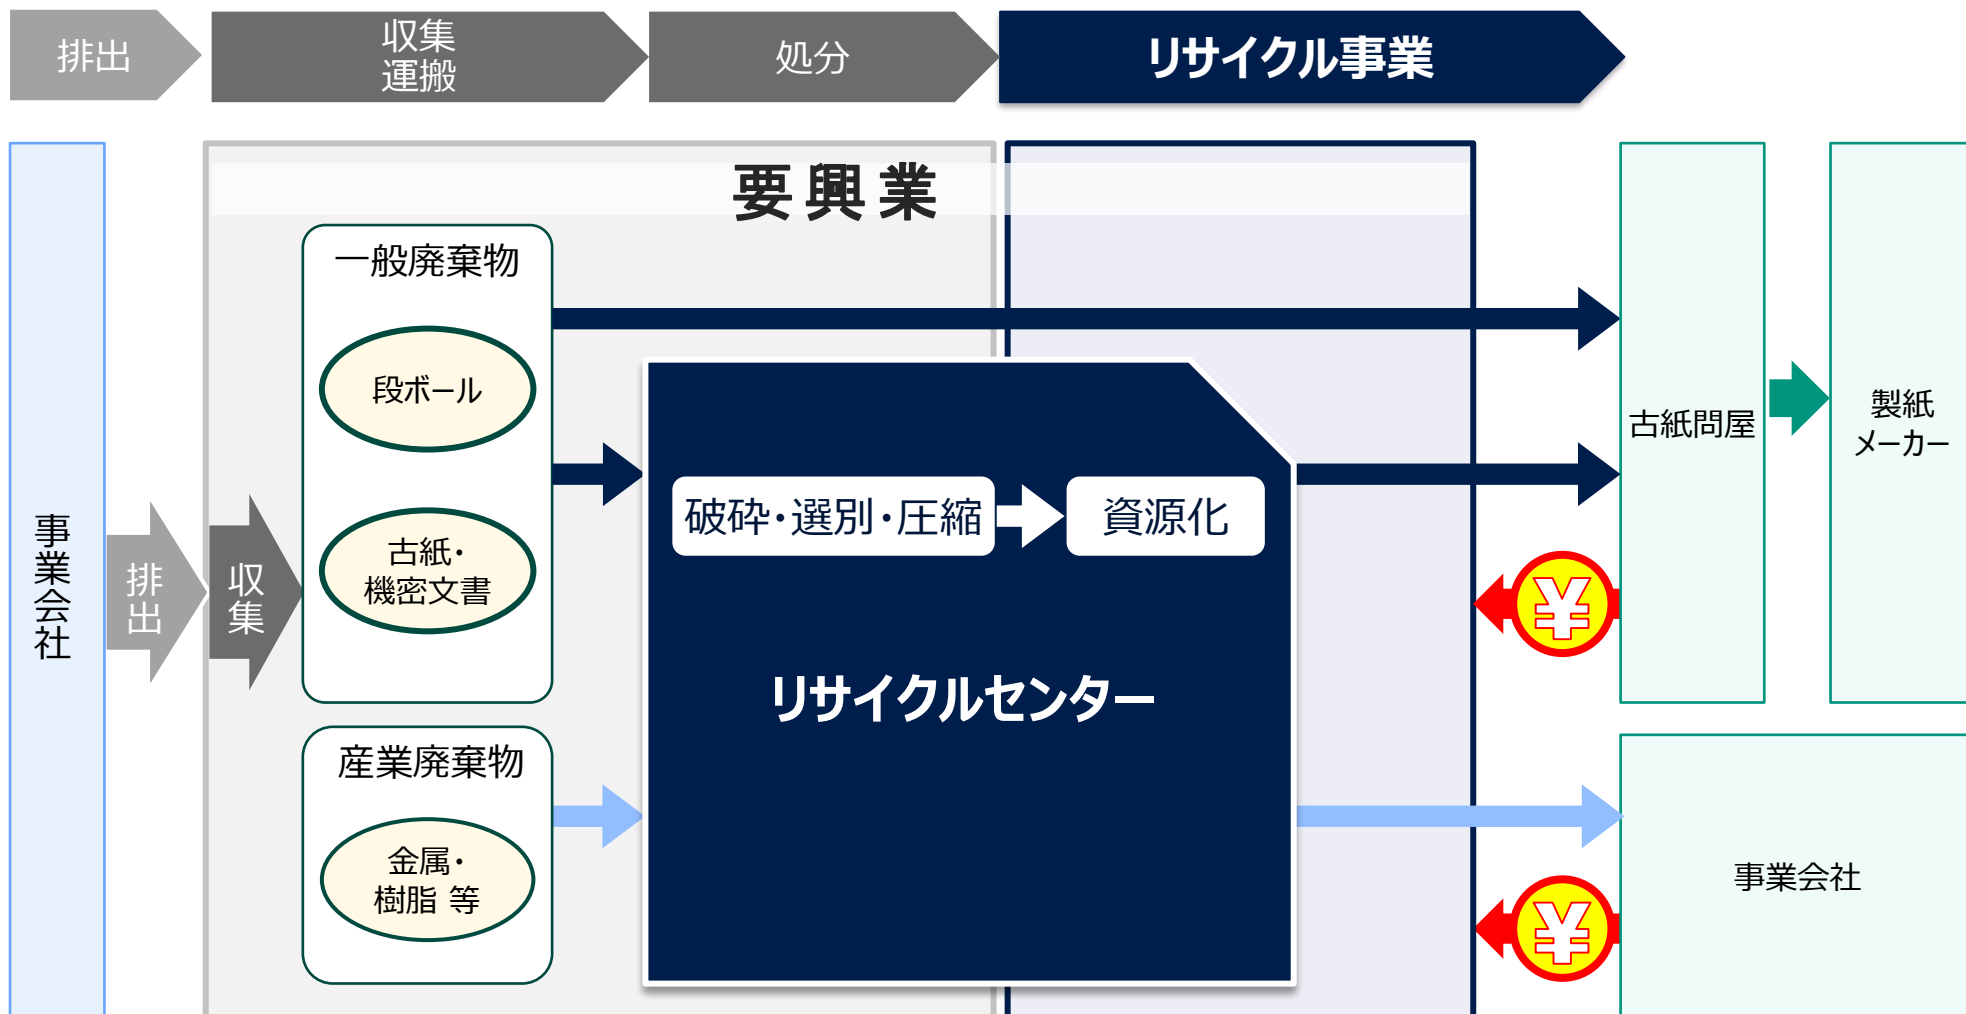 排出
収集
運搬
処分
リサイクル事業
要興業
事業会社
排出
収集
一般廃棄物
段ボール
古紙・
機密文書
産業廃棄物
金属・
樹脂 等
破砕・選別・圧縮
資源化
リサイクルセンター
¥
¥
古紙問屋
製紙
メーカー
事業会社